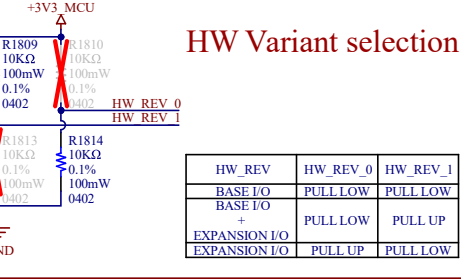 +3V3_MCU
HW Variant selection
R1809
10KΩ
100mW
0.1%
0402
R1810
10KΩ
100mW
0.1%
0402
HW_REV_0
HW_REV_1
R1813
10KΩ
0.1%
100mW
0402
R1814
10KΩ
0.1%
100mW
0402
HW_REV HW_REV_0 HW_REV_1
BASE I/O PULL LOW PULL LOW
BASE I/O
+
EXPANSION I/O PULL LOW PULL UP
EXPANSION I/O PULL UP PULL LOW
ND